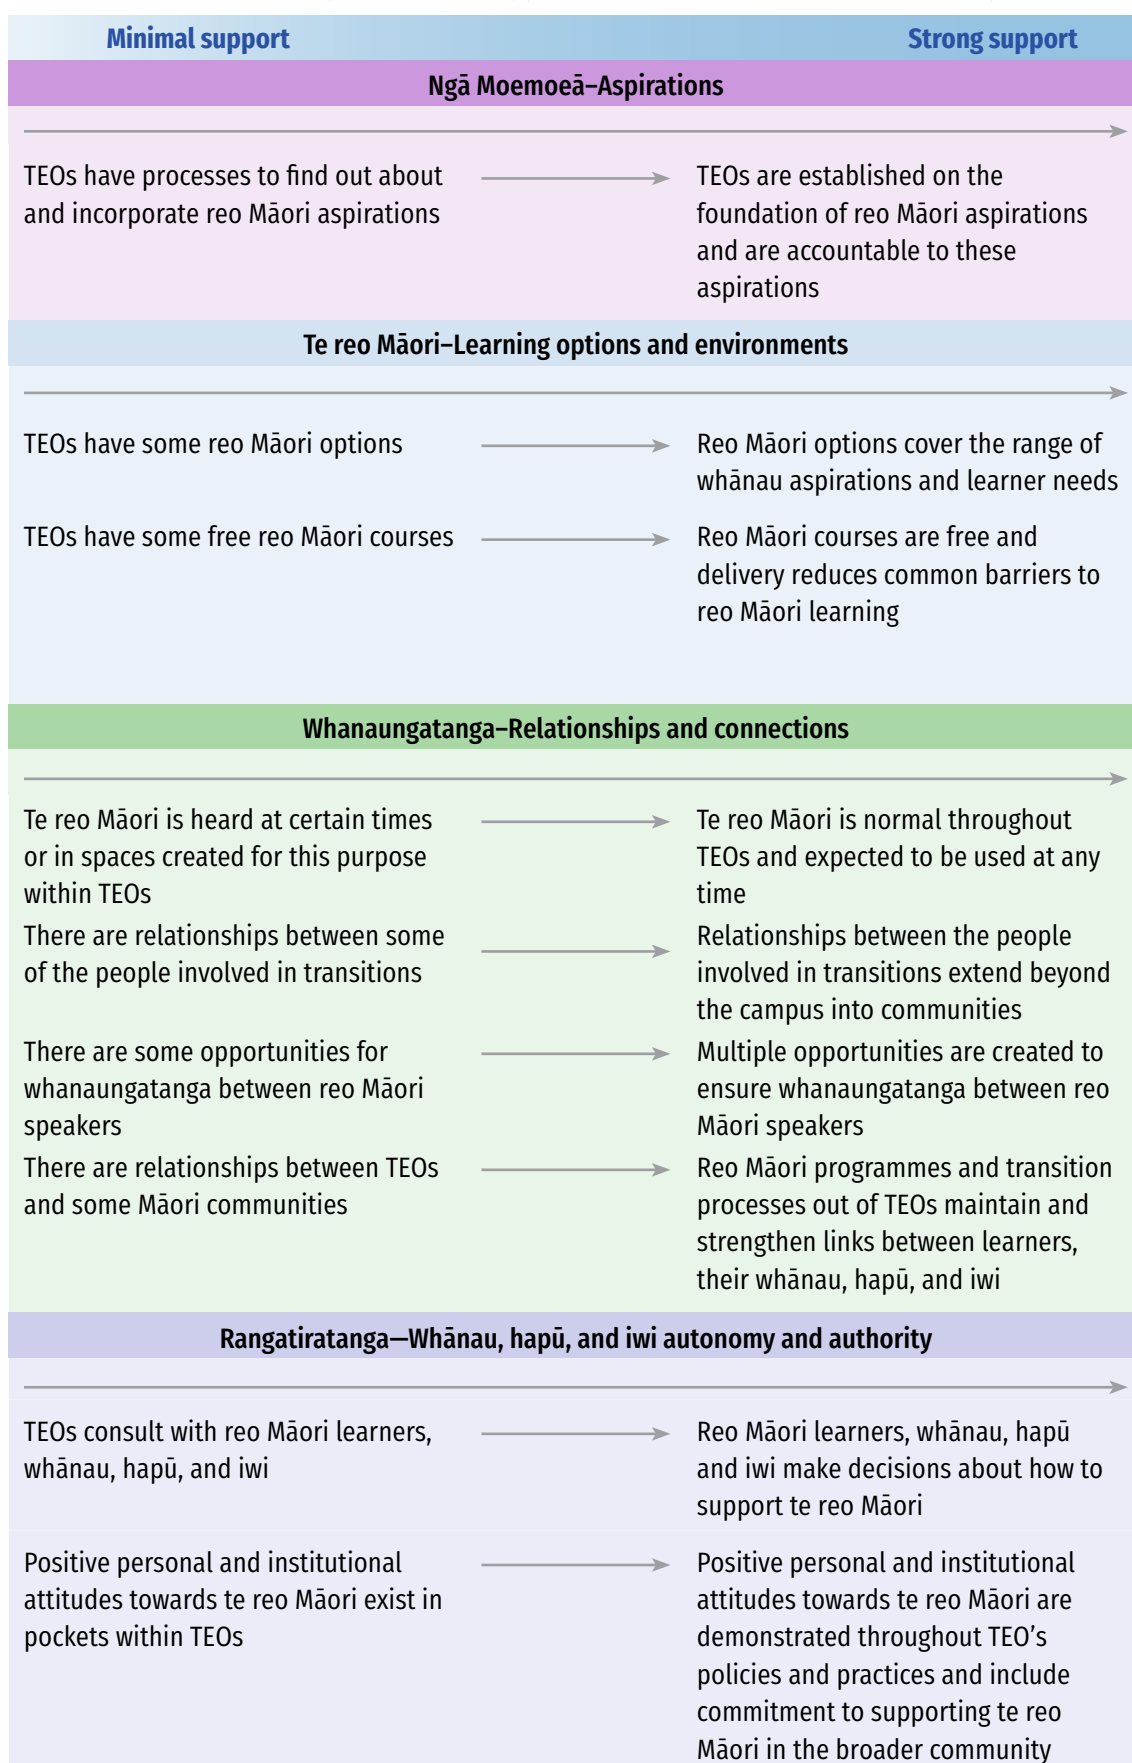 Minimal support
Strong support
Ngā Moemoeā–Aspirations
TEOs have processes to find out about
and incorporate reo Māori aspirations
TEOs are established on the
foundation of reo Māori aspirations
and are accountable to these
aspirations
Te reo Māori–Learning options and environments
TEOs have some reo Māori options
Reo Māori options cover the range of
whānau aspirations and learner needs
TEOs have some free reo Māori courses
Reo Māori courses are free and
delivery reduces common barriers to
reo Māori learning
Whanaungatanga–Relationships and connections
Te reo Māori is heard at certain times
or in spaces created for this purpose
within TEOs
Te reo Māori is normal throughout
TEOs and expected to be used at any
time
There are relationships between some
of the people involved in transitions
Relationships between the people
involved in transitions extend beyond
the campus into communities
There are some opportunities for
whanaungatanga between reo Māori
speakers
Multiple opportunities are created to
ensure whanaungatanga between reo
Māori speakers
There are relationships between TEOs
and some Māori communities
Reo Māori programmes and transition
processes out of TEOs maintain and
strengthen links between learners,
their whānau, hapū, and iwi
Rangatiratanga—Whānau, hapū, and iwi autonomy and authority
TEOs consult with reo Māori learners,
whānau, hapū, and iwi
Reo Māori learners, whānau, hapū
and iwi make decisions about how to
support te reo Māori
Positive personal and institutional
attitudes towards te reo Māori exist in
pockets within TEOs
Positive personal and institutional
attitudes towards te reo Māori are
demonstrated throughout TEO’s
policies and practices and include
commitment to supporting te reo
Māori in the broader community